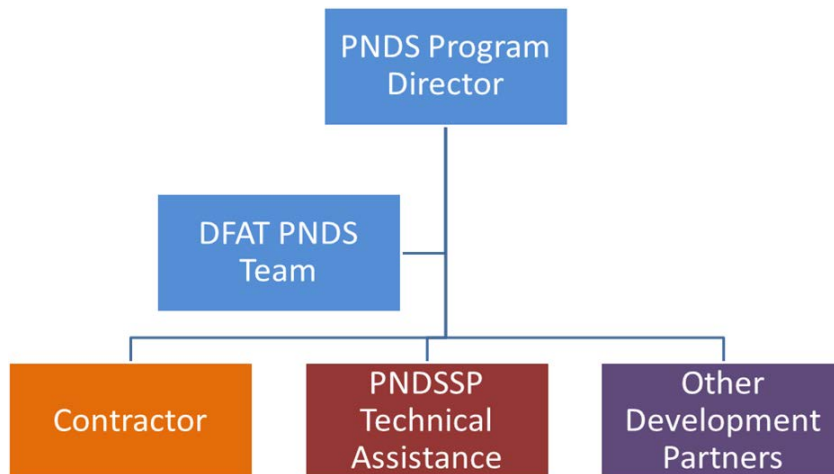 PNDS Program
Director
DFAT PNDS
Team
Contractor
PNDSSP
Technical
Assistance
Other
Development
Partners